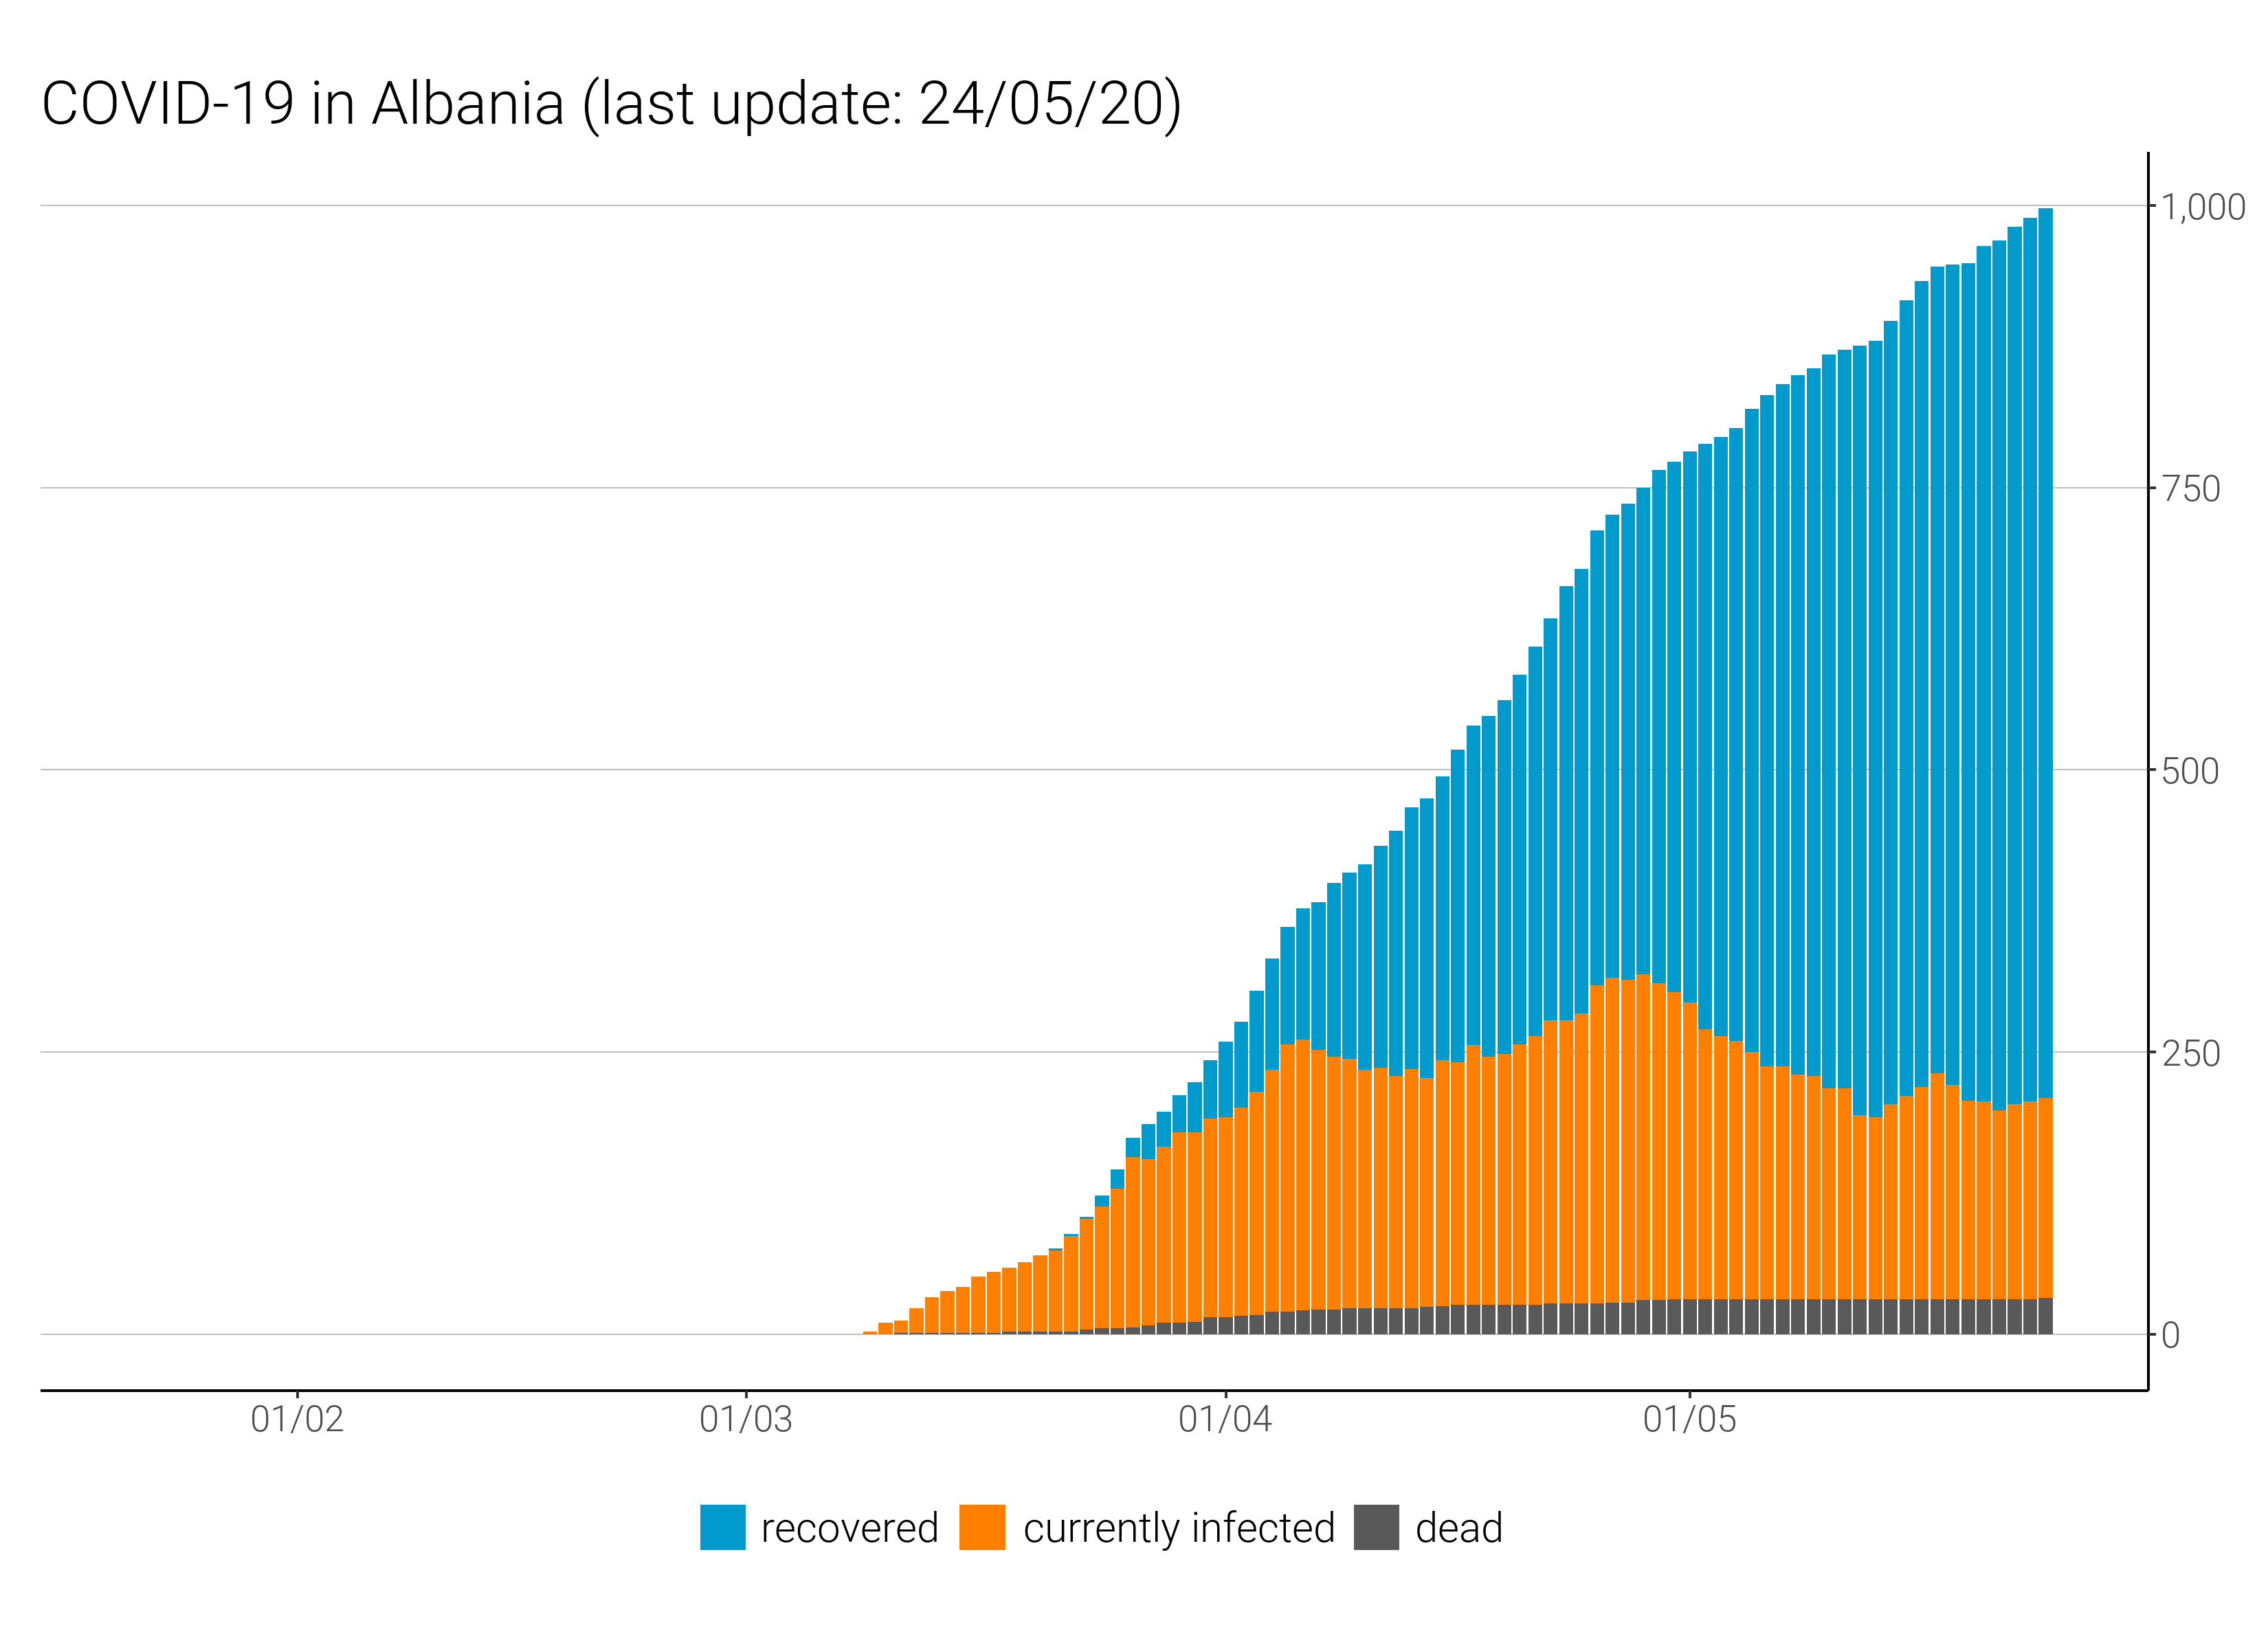 COVID-19 in Albania (last update: 24/05/20)
1,000
750
500
250
0
01/02 01/03 01/04 01/05
recovered currently infected dead